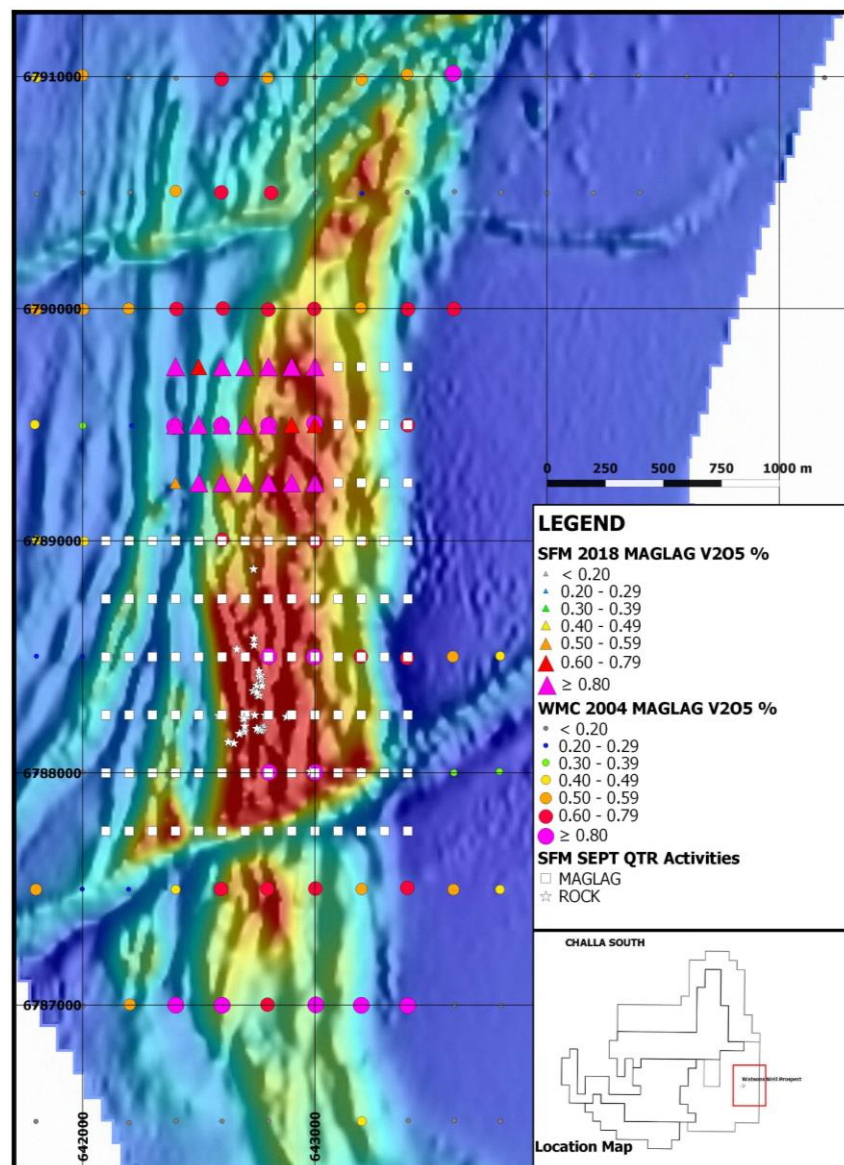 6791000
6790000
6789000
6788000
6787000
642000
643000
0 250 500 750 1000 m
LEGEND
SFM 2018 MAGLAG V2O5 %
< 0.20
0.20 - 0.29
0.30 - 0.39
0.40 - 0.49
0.50 - 0.59
0.60 - 0.79
≥ 0.80
WMC 2004 MAGLAG V2O5 %
< 0.20
0.20 - 0.29
0.30 - 0.39
0.40 - 0.49
0.50 - 0.59
0.60 - 0.79
≥ 0.80
SFM SEPT QTR Activities
MAGLAG
ROCK
CHALLA SOUTH
Watsons Well Prospect
Location Map